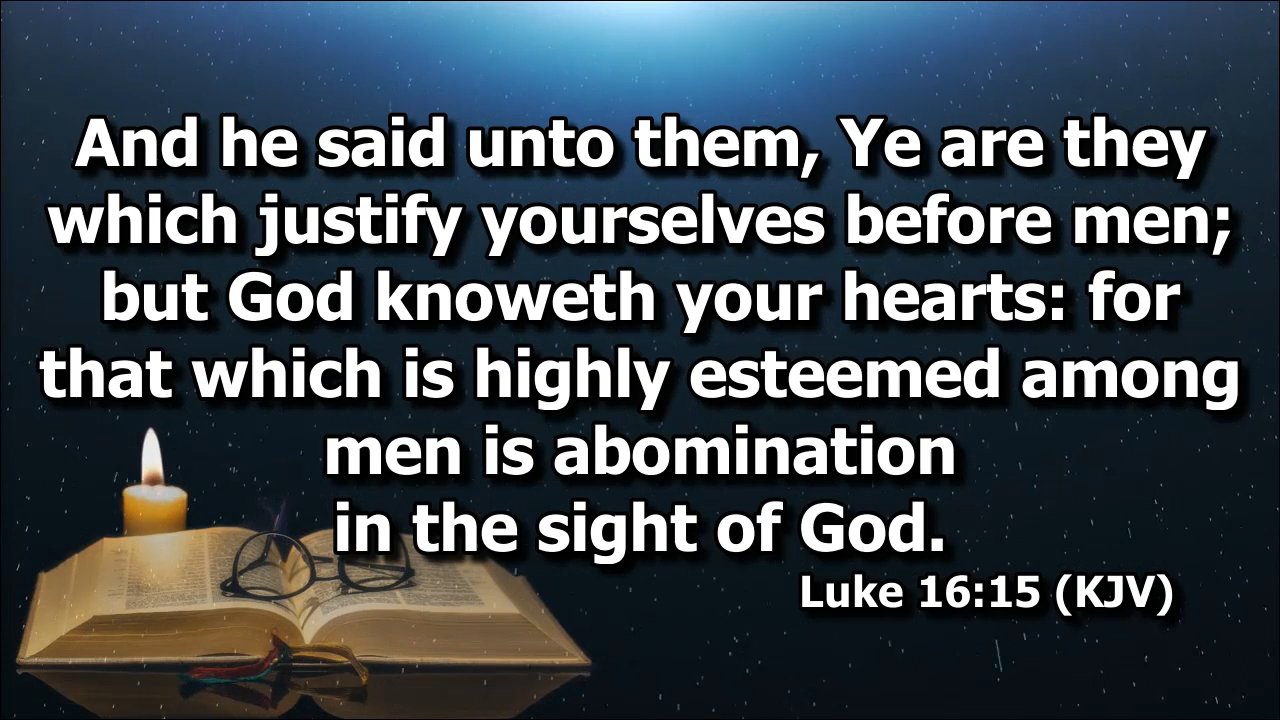 And he said unto them, Ye are they
which justify yourselves before men;
but God knoweth your hearts: for
that which is highly esteemed among
men is abomination
in the sight of God.
Luke 16:15 (KJV)